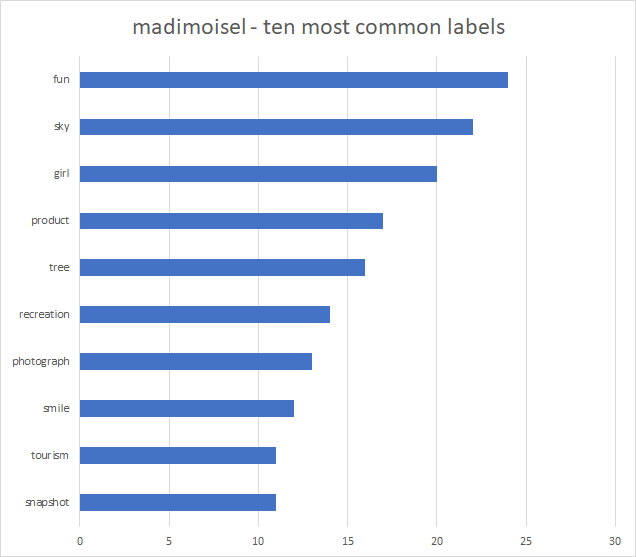 madimoisel - ten most common labels
fun
sky
girl
product
tree
recreation
photograph
smile
tourism
snapshot
0 5 10 15 20 25 30